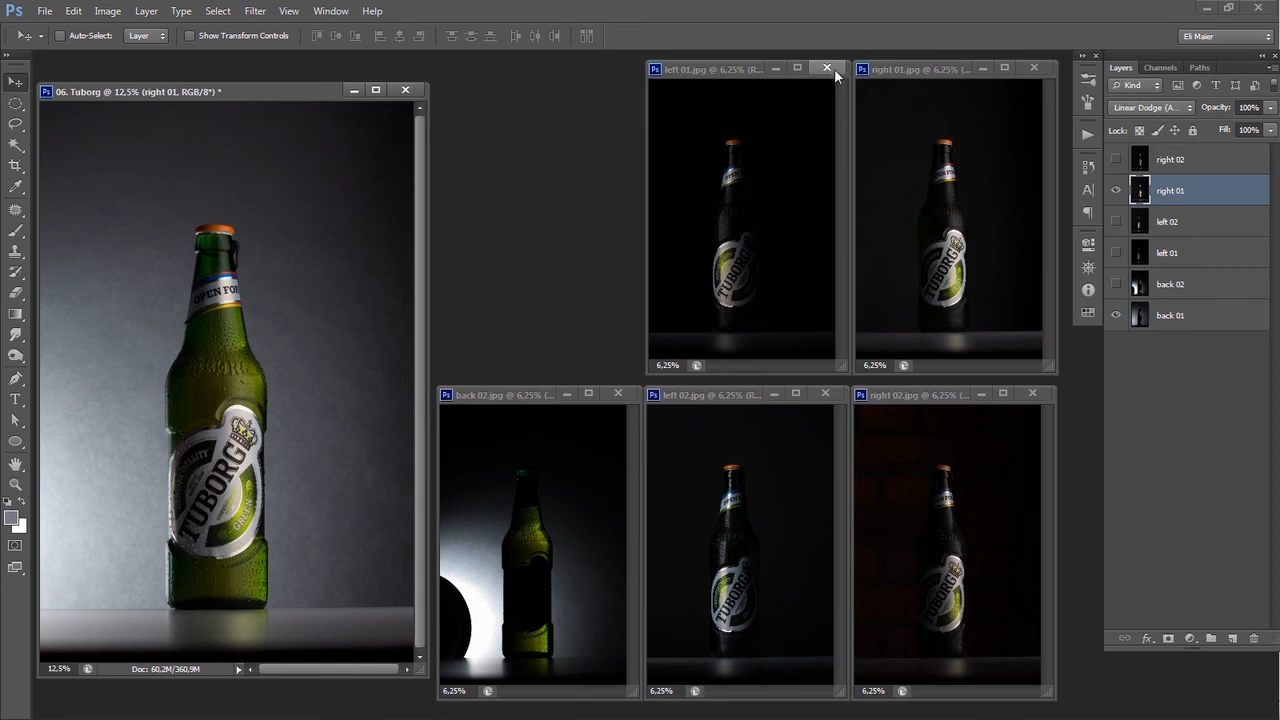 Ps File Edit Image Layer Type Select Filter View Window Help
Auto-Select: Layer Show Transform Controls Eli Maier
06. Tuborg @ 12,5% (right 01, RGB/8*) *
left 01.jpg @ 6,25% (R...
right 01.jpg @ 6,25% (...
Layers Channels Paths
Kind
Linear Dodge (A... Opacity: 100%
Lock: Fill: 100%
right 02
right 01
left 02
left 01
back 02
back 01
OPEN FOR
TUBORG
GREEN
TUBORG
TUBORG
6,25%
6,25%
back 02.jpg @ 6,25% (...
left 02.jpg @ 6,25% (R...
right 02.jpg @ 6,25% (...
TUBORG
TUBORG
12,5% Doc: 60,2M/360,9M
6,25%
6,25%
6,25%